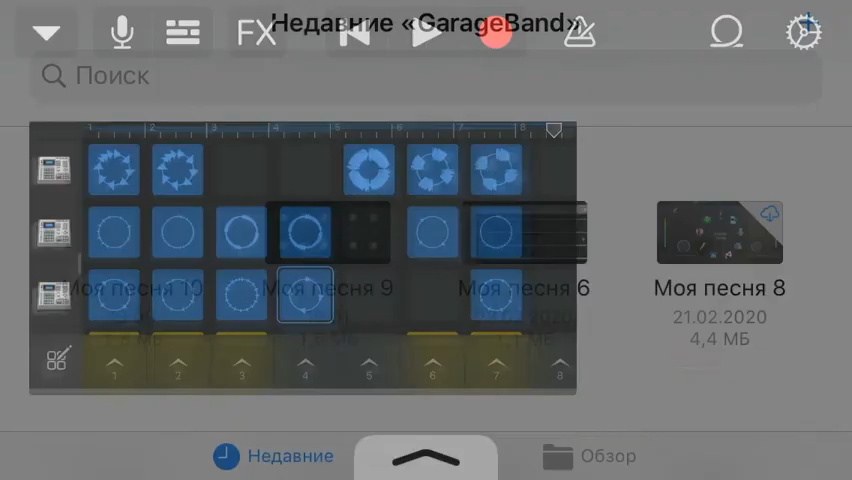 FX
Недавние «GarageBand»
Поиск
1 2 3 4 5 6 7 8
Моя песня 10
Моя песня 9
Моя песня 6
Моя песня 8
21.02.2020
4,4 МБ
1 2 3 4 5 6 7 8
Недавние
Обзор